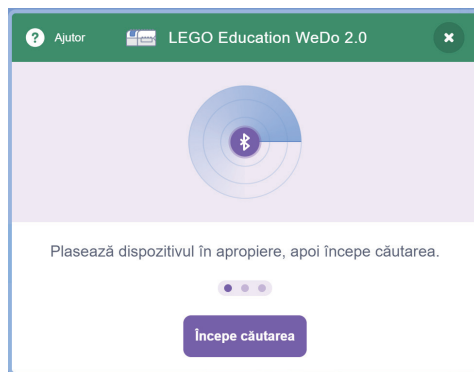 Ajutor
LEGO Education WeDo 2.0
Plasează dispozitivul în apropiere, apoi începe căutarea.
Începe căutarea